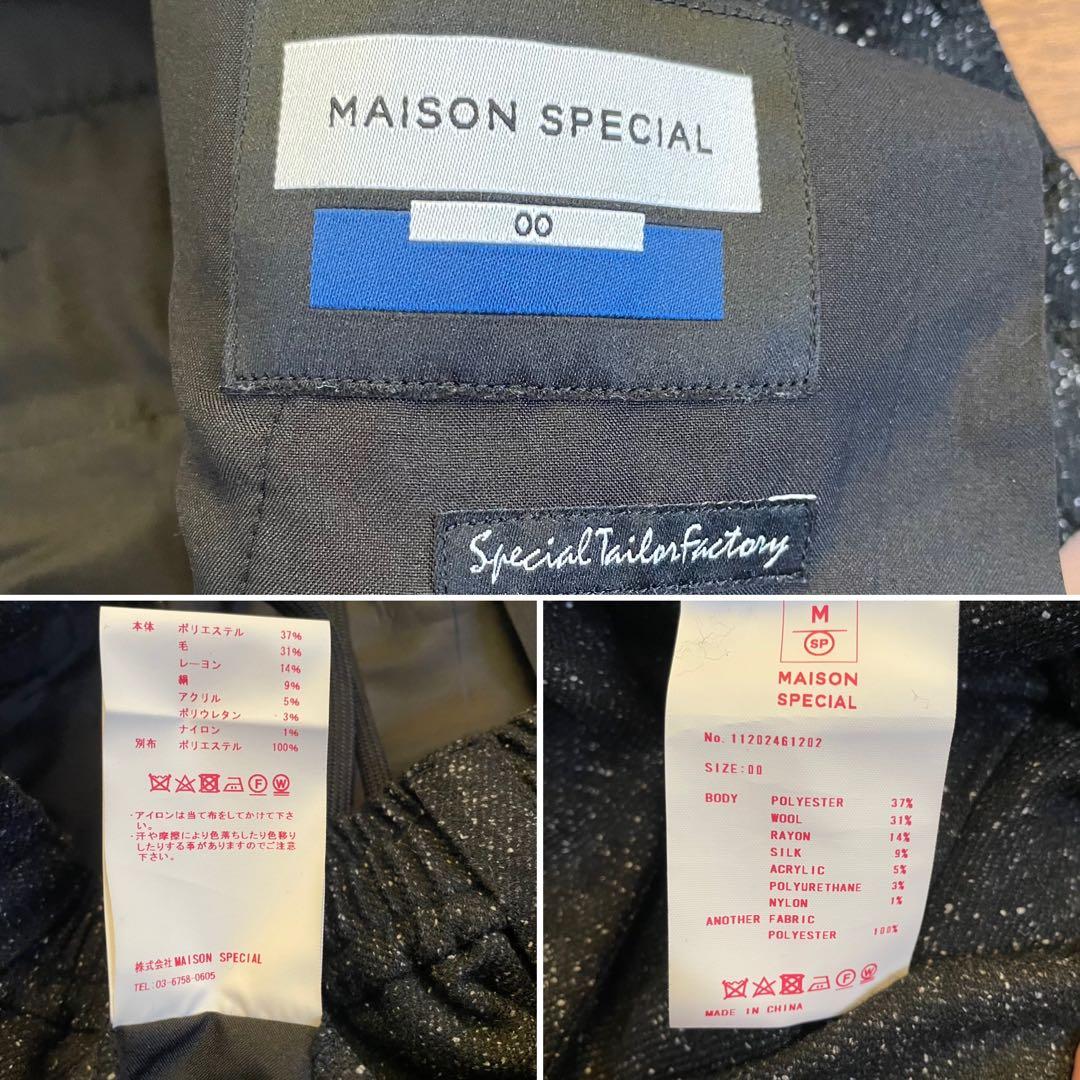 MAISON SPECIAL
00
Special Tailor Factory
本体 ポリエステル 37%
毛 31%
レーヨン 14%
絹 9%
アクリル 5%
ポリウレタン 3%
ナイロン 1%
別布 ポリエステル 100%
F W
・アイロンは当て布をしてかけて下さ
い。
・汗や摩擦により色落ちしたり色移り
したりする事がありますのでご注意
下さい。
株式会社 MAISON SPECIAL
TEL:03-6758-0605
M
SP
MAISON
SPECIAL
No. 11202461202
SIZE:00
BODY POLYESTER 37%
WOOL 31%
RAYON 14%
SILK 9%
ACRYLIC 5%
POLYURETHANE 3%
NYLON 1%
ANOTHER FABRIC
POLYESTER 100%
F W
MADE IN CHINA